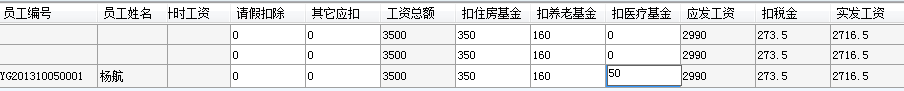 员工编号 员工姓名 计时工资 请假扣除 其它应扣 工资总额 扣住房基金 扣养老基金 扣医疗基金 应发工资 扣税金 实发工资
0 0 3500 350 160 0 2990 273.5 2716.5
0 0 3500 350 160 0 2990 273.5 2716.5
YG201310050001 杨航 0 0 3500 350 160 50 2990 273.5 2716.5